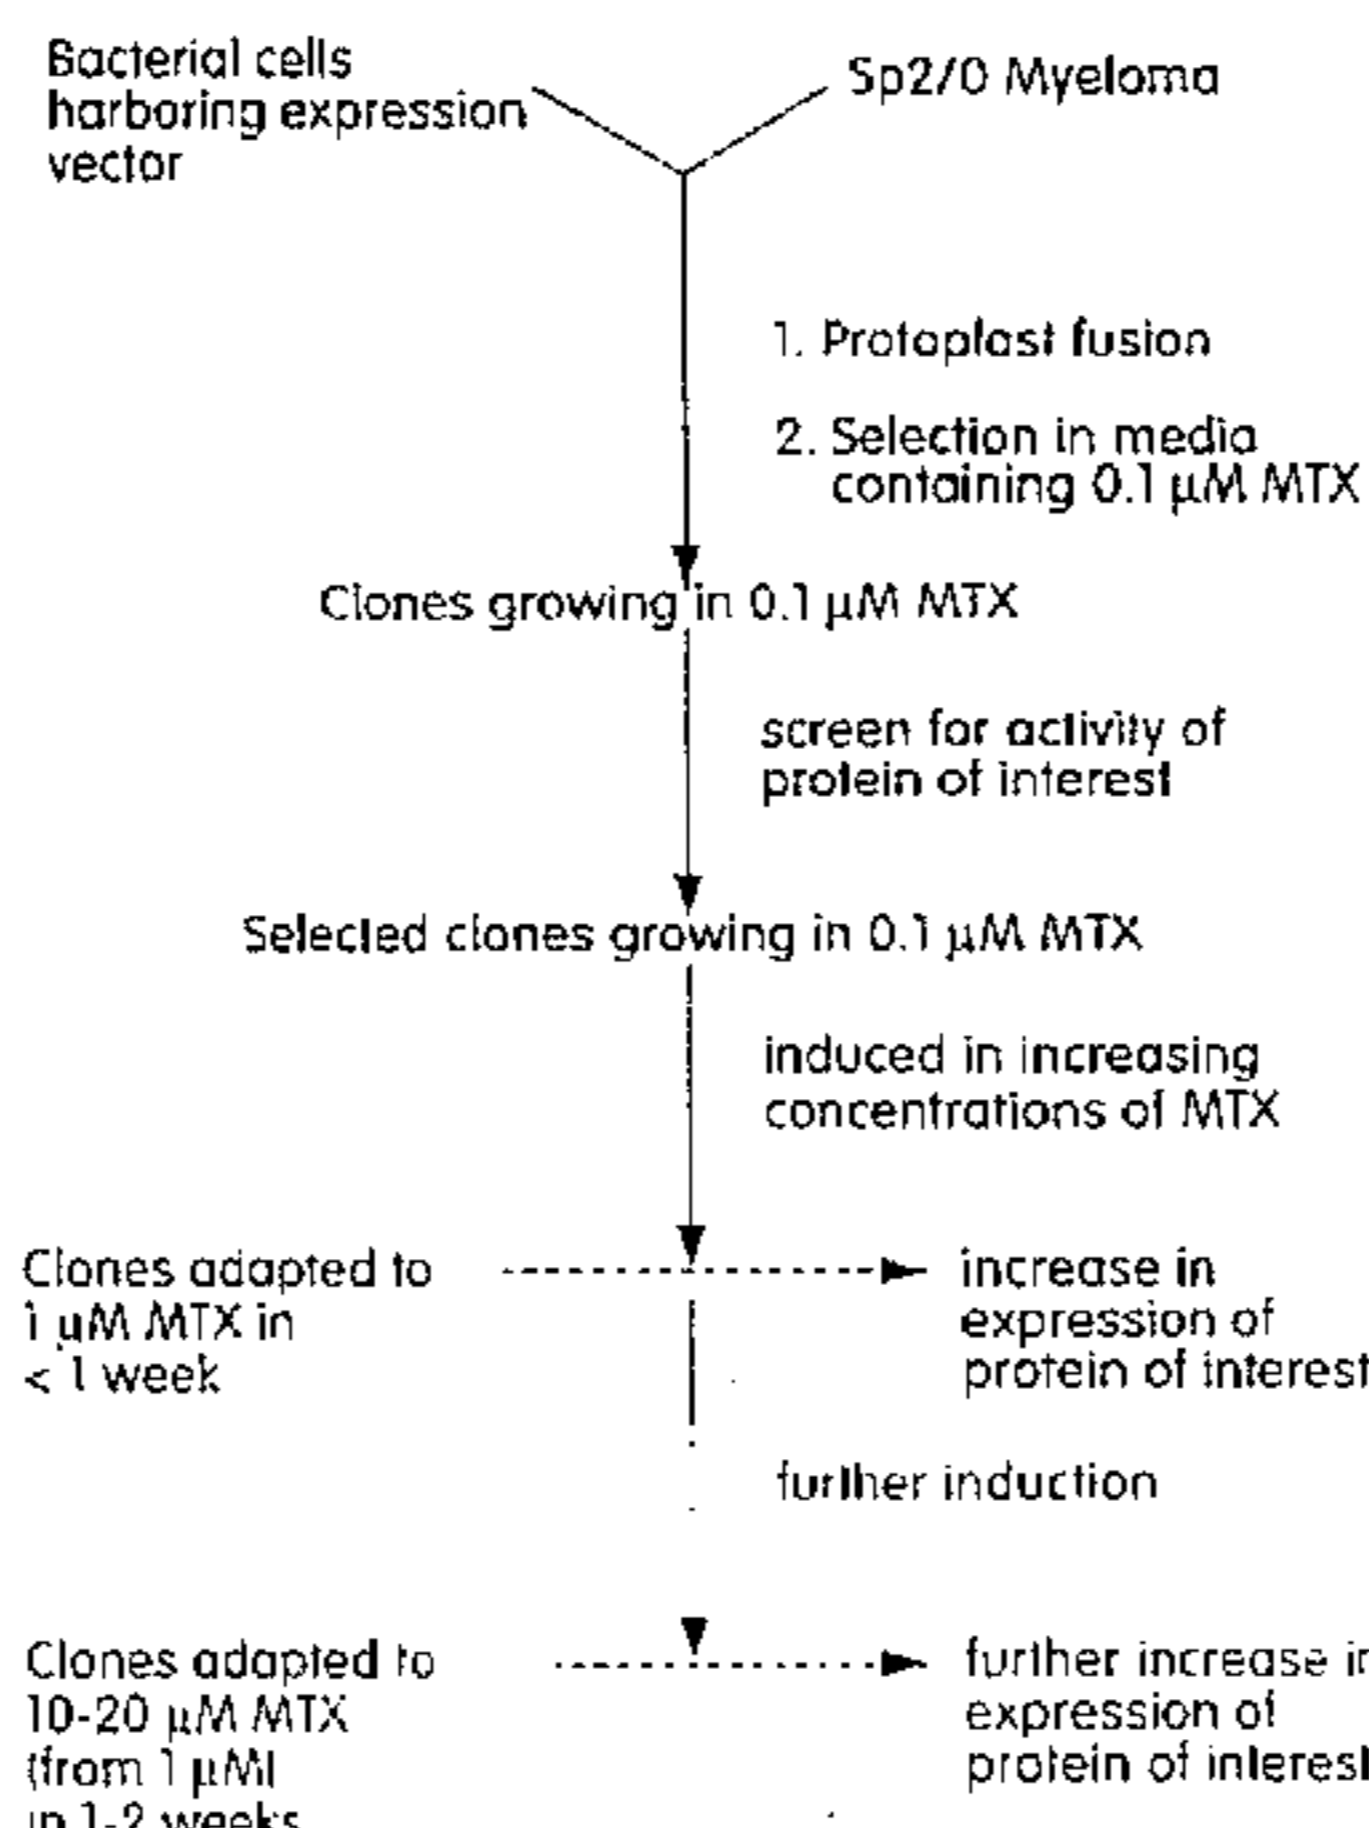 Bacterial cells
harboring expression
vector
Sp2/0 Myeloma
1. Protoplast fusion
2. Selection in media
containing 0.1 µM MTX
Clones growing in 0.1 µM MTX
screen for activity of
protein of interest
Selected clones growing in 0.1 µM MTX
induced in increasing
concentrations of MTX
Clones adapted to
1 µM MTX in
< 1 week
increase in
expression of
protein of interest
further induction
Clones adapted to
10-20 µM MTX
(from 1 µM)
in 1-2 weeks
further increase in
expression of
protein of interest